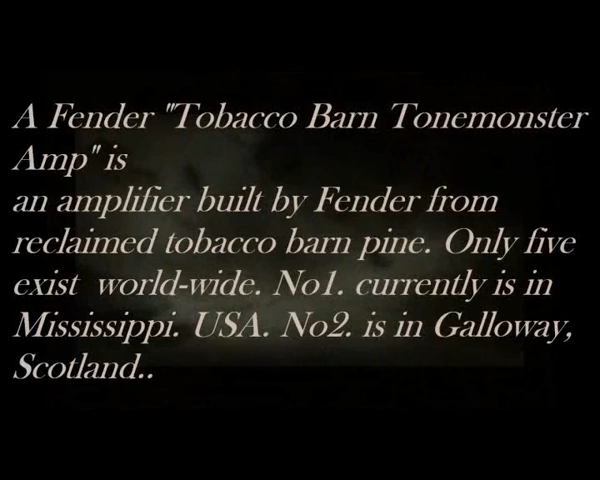 A Fender "Tobacco Barn Tonemonster
Amp" is
an amplifier built by Fender from
reclaimed tobacco barn pine. Only five
exist  world-wide. No1. currently is in
Mississippi. USA. No2. is in Galloway,
Scotland..